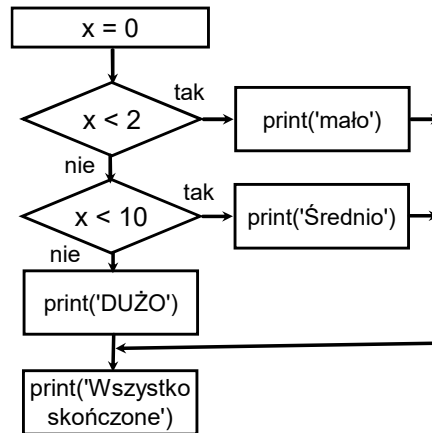 x = 0
tak
x < 2
print('mało')
nie
tak
x < 10
print('Średnio')
nie
print('DUŻO')
print('Wszystko
skończone')